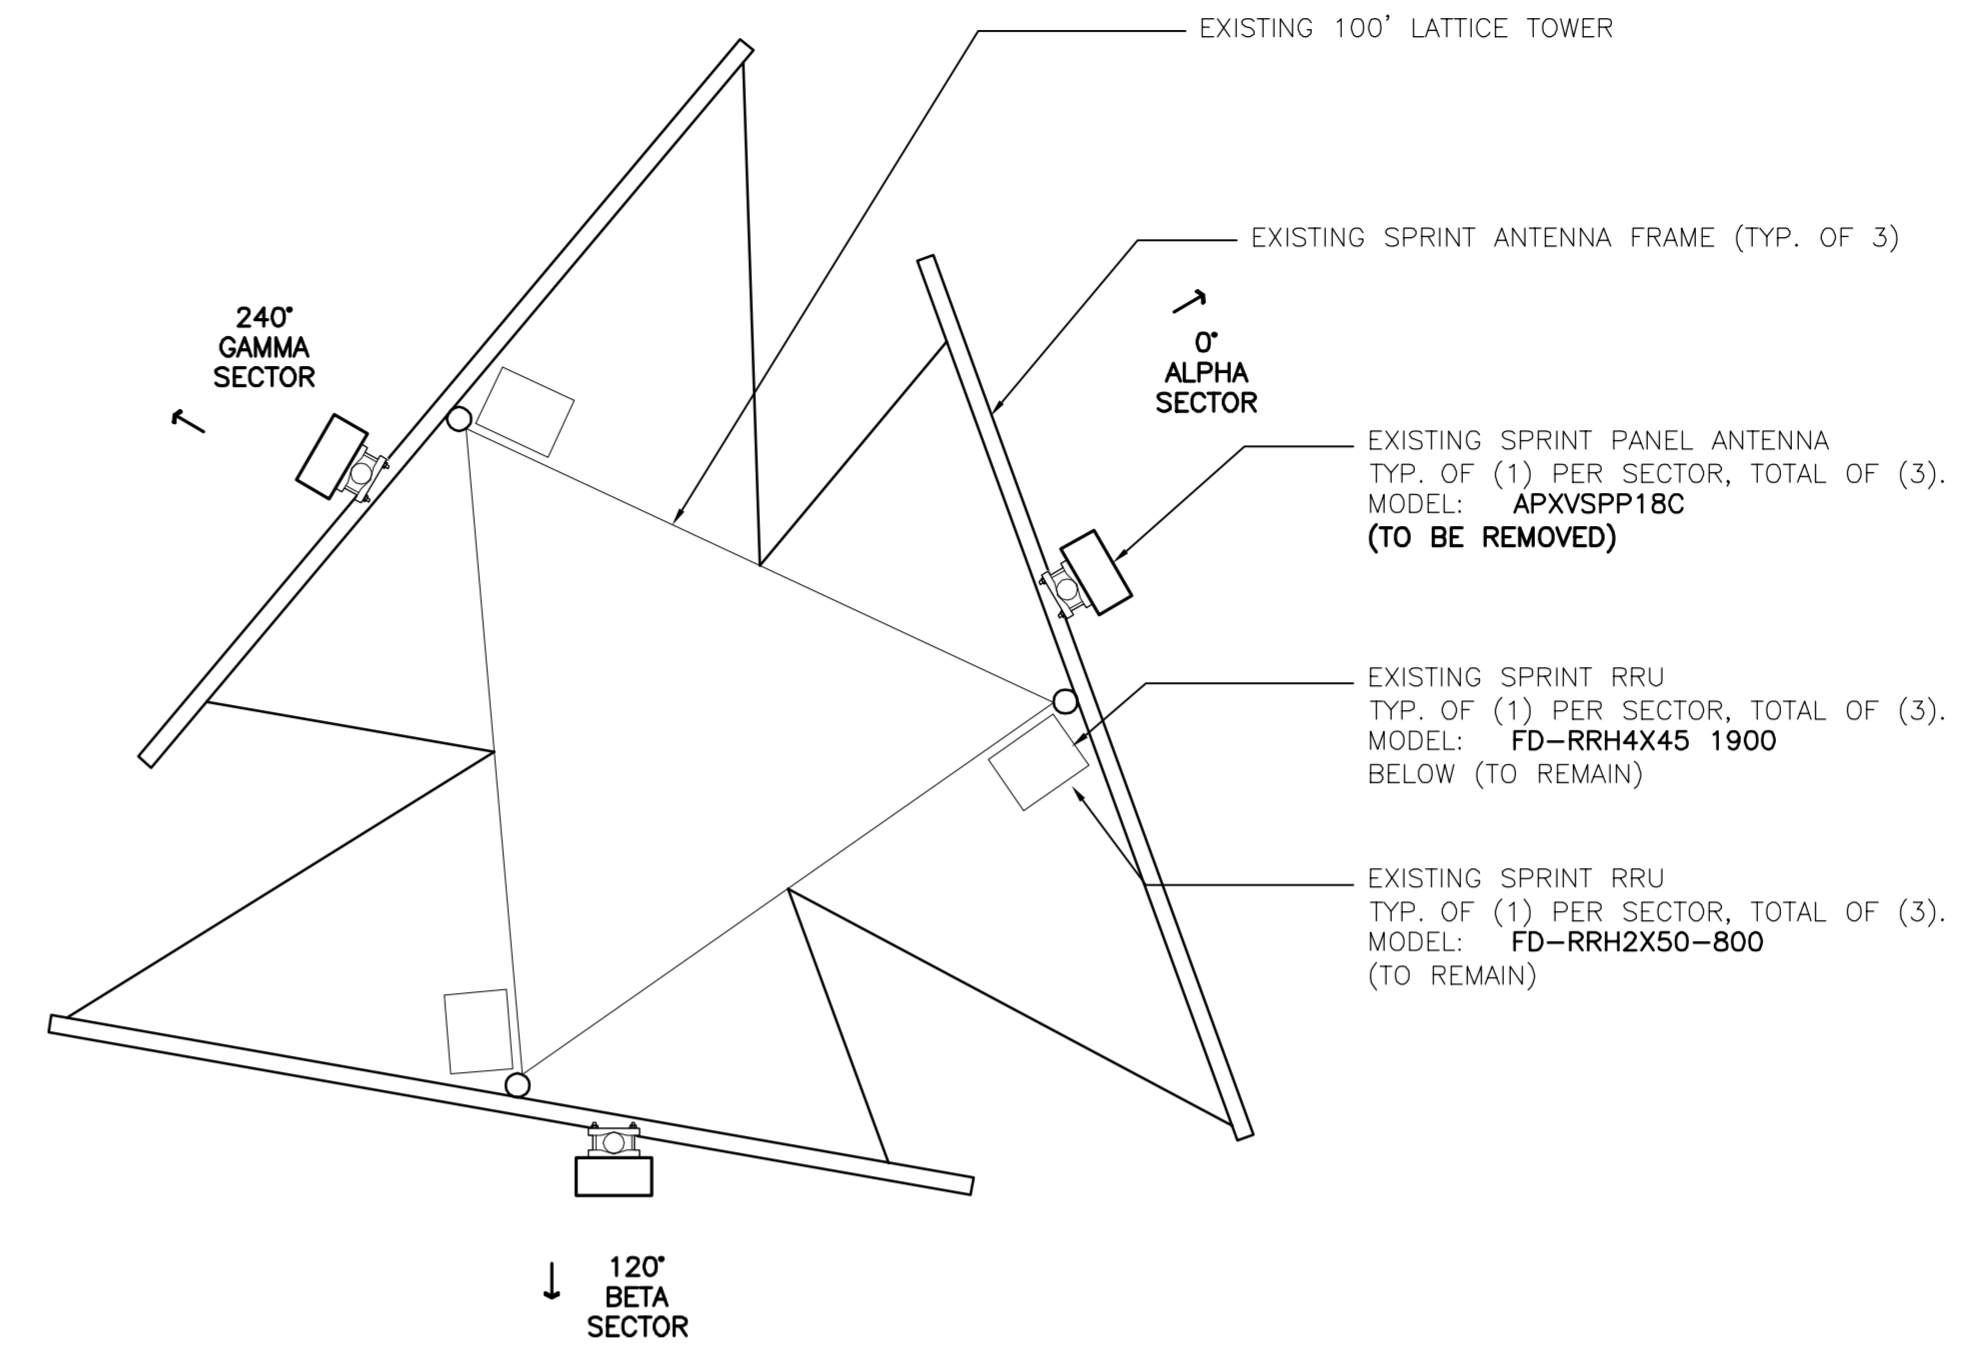 EXISTING 100' LATTICE TOWER
EXISTING SPRINT ANTENNA FRAME (TYP. OF 3)
240°
GAMMA
SECTOR
0°
ALPHA
SECTOR
EXISTING SPRINT PANEL ANTENNA
TYP. OF (1) PER SECTOR, TOTAL OF (3).
MODEL: APXVSPP18C
(TO BE REMOVED)
EXISTING SPRINT RRU
TYP. OF (1) PER SECTOR, TOTAL OF (3).
MODEL: FD-RRH4X45 1900
BELOW (TO REMAIN)
EXISTING SPRINT RRU
TYP. OF (1) PER SECTOR, TOTAL OF (3).
MODEL: FD-RRH2X50-800
(TO REMAIN)
120°
BETA
SECTOR